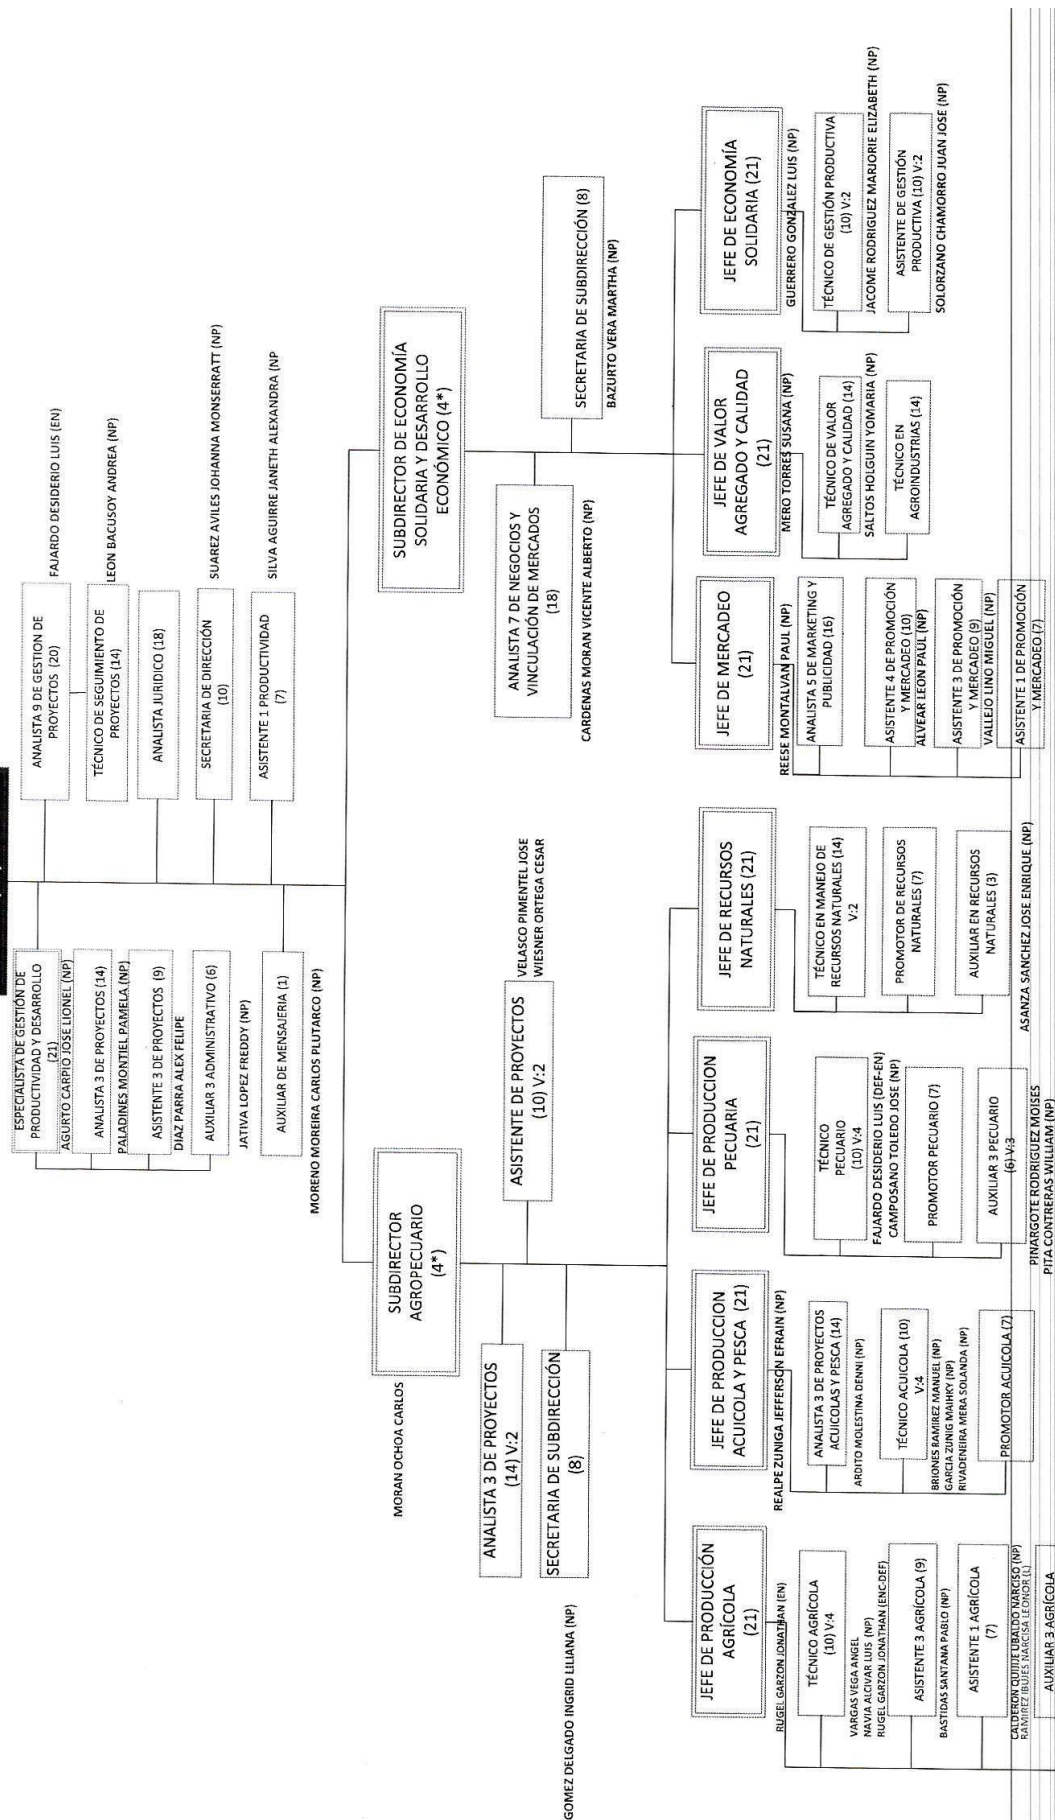 ESPECIALISTA DE GESTIÓN DE
PRODUCTIVIDAD Y DESARROLLO
(21)
AGURTO CARPIO JOSE LIONEL (NP)
ANALISTA 3 DE PROYECTOS (14)
PALADINES MONTIEL PAMELA (NP)
ASISTENTE 3 DE PROYECTOS (9)
DIAZ PARRA ALEX FELIPE
AUXILIAR 3 ADMINISTRATIVO (6)
JATIVA LOPEZ FREDDY (NP)
AUXILIAR DE MENSAJERIA (1)
MORENO MOREIRA CARLOS PLUTARCO (NP)
ANALISTA 9 DE GESTION DE
PROYECTOS (20)
FAJARDO DESIDERIO LUIS (EN)
TÉCNICO DE SEGUIMIENTO DE
PROYECTOS (14)
LEON BACUSOY ANDREA (NP)
ANALISTA JURIDICO (18)
SECRETARIA DE DIRECCIÓN
(10)
SUAREZ AVILES JOHANNA MONSERRATT (NP)
ASISTENTE 1 PRODUCTIVIDAD
(7)
SILVA AGUIRRE JANETH ALEXANDRA (NP
SUBDIRECTOR
AGROPECUARIO
(4*)
MORAN OCHOA CARLOS
ANALISTA 3 DE PROYECTOS
(14) V:2
SECRETARIA DE SUBDIRECCIÓN
(8)
GOMEZ DELGADO INGRID LILIANA (NP)
ASISTENTE DE PROYECTOS
(10) V:2
VELASCO PIMENTEL JOSE
WIESNER ORTEGA CESAR
SUBDIRECTOR DE ECONOMÍA
SOLIDARIA Y DESARROLLO
ECONÓMICO (4*)
ANALISTA 7 DE NEGOCIOS Y
VINCULACIÓN DE MERCADOS
(18)
CARDENAS MORAN VICENTE ALBERTO (NP)
SECRETARIA DE SUBDIRECCIÓN (8)
BAZURTO VERA MARTHA (NP)
JEFE DE PRODUCCIÓN
AGRÍCOLA
(21)
RUGEL GARZON JONATHAN (EN)
TÉCNICO AGRÍCOLA
(10) V:4
VARGAS VEGA ANGEL
NAVIA ALCIVAR LUIS (NP)
RUGEL GARZON JONATHAN (ENC-DEF)
ASISTENTE 3 AGRÍCOLA (9)
BASTIDAS SANTANA PABLO (NP)
ASISTENTE 1 AGRÍCOLA
(7)
CALDERON QUIIJE UBALDO NARCISO (NP)
RAMIREZ IBUJES NARCISA LEONOR (L)
AUXILIAR 3 AGRÍCOLA
JEFE DE PRODUCCION
ACUICOLA Y PESCA (21)
REALPE ZUNIGA JEFFERSON EFRAIN (NP)
ANALISTA 3 DE PROYECTOS
ACUICOLAS Y PESCA (14)
ARDITO MOLESTINA DENNI (NP)
TÉCNICO ACUICOLA (10)
V:4
BRIONES RAMIREZ MANUEL (NP)
GARCIA ZUNIG MAIHKY (NP)
RIVADENEIRA MERA SOLANDA (NP)
PROMOTOR ACUICOLA (7)
JEFE DE PRODUCCION
PECUARIA
(21)
TÉCNICO
PECUARIO
(10) V:4
FAJARDO DESIDERIO LUIS (DEF-EN)
CAMPOSANO TOLEDO JOSE (NP)
PROMOTOR PECUARIO (7)
AUXILIAR 3 PECUARIO
(6) V:3
PINARGOTE RODRIGUEZ MOISES
PITA CONTRERAS WILLIAM (NP)
JEFE DE RECURSOS
NATURALES (21)
TÉCNICO EN MANEJO DE
RECURSOS NATURALES (14)
V:2
PROMOTOR DE RECURSOS
NATURALES (7)
AUXILIAR EN RECURSOS
NATURALES (3)
ASANZA SANCHEZ JOSE ENRIQUE (NP)
JEFE DE MERCADEO
(21)
REESE MONTALVAN PAUL (NP)
ANALISTA 5 DE MARKETING Y
PUBLICIDAD (16)
ASISTENTE 4 DE PROMOCIÓN
Y MERCADEO (10)
ALVEAR LEON PAUL (NP)
ASISTENTE 3 DE PROMOCIÓN
Y MERCADEO (9)
VALLEJO LINO MIGUEL (NP)
ASISTENTE 1 DE PROMOCIÓN
Y MERCADEO (7)
JEFE DE VALOR
AGREGADO Y CALIDAD
(21)
MERO TORRES SUSANA (NP)
TÉCNICO DE VALOR
AGREGADO Y CALIDAD (14)
SALTOS HOLGUIN YOMARIA (NP)
TÉCNICO EN
AGROINDUSTRIAS (14)
JEFE DE ECONOMÍA
SOLIDARIA (21)
GUERRERO GONZALEZ LUIS (NP)
TÉCNICO DE GESTIÓN PRODUCTIVA
(10) V:2
JACOME RODRIGUEZ MARJORIE ELIZABETH (NP)
ASISTENTE DE GESTIÓN
PRODUCTIVA (10) V:2
SOLORZANO CHAMORRO JUAN JOSE (NP)